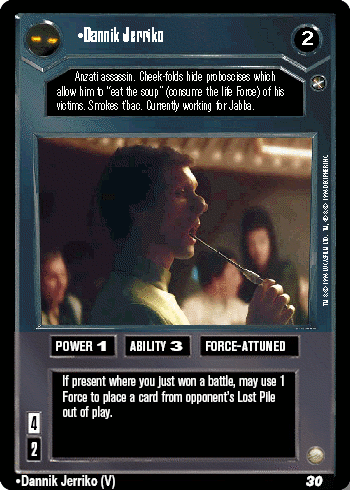 •Dannik Jerriko
2
Anzati assassin. Cheek-folds hide proboscises which
allow him to "eat the soup" (consume the life Force) of his
victims. Smokes t'bac. Currently working for Jabba.
POWER 1
ABILITY 3
FORCE-ATTUNED
If present where you just won a battle, may use 1
Force to place a card from opponent's Lost Pile
out of play.
4
2
•Dannik Jerriko (V)
30